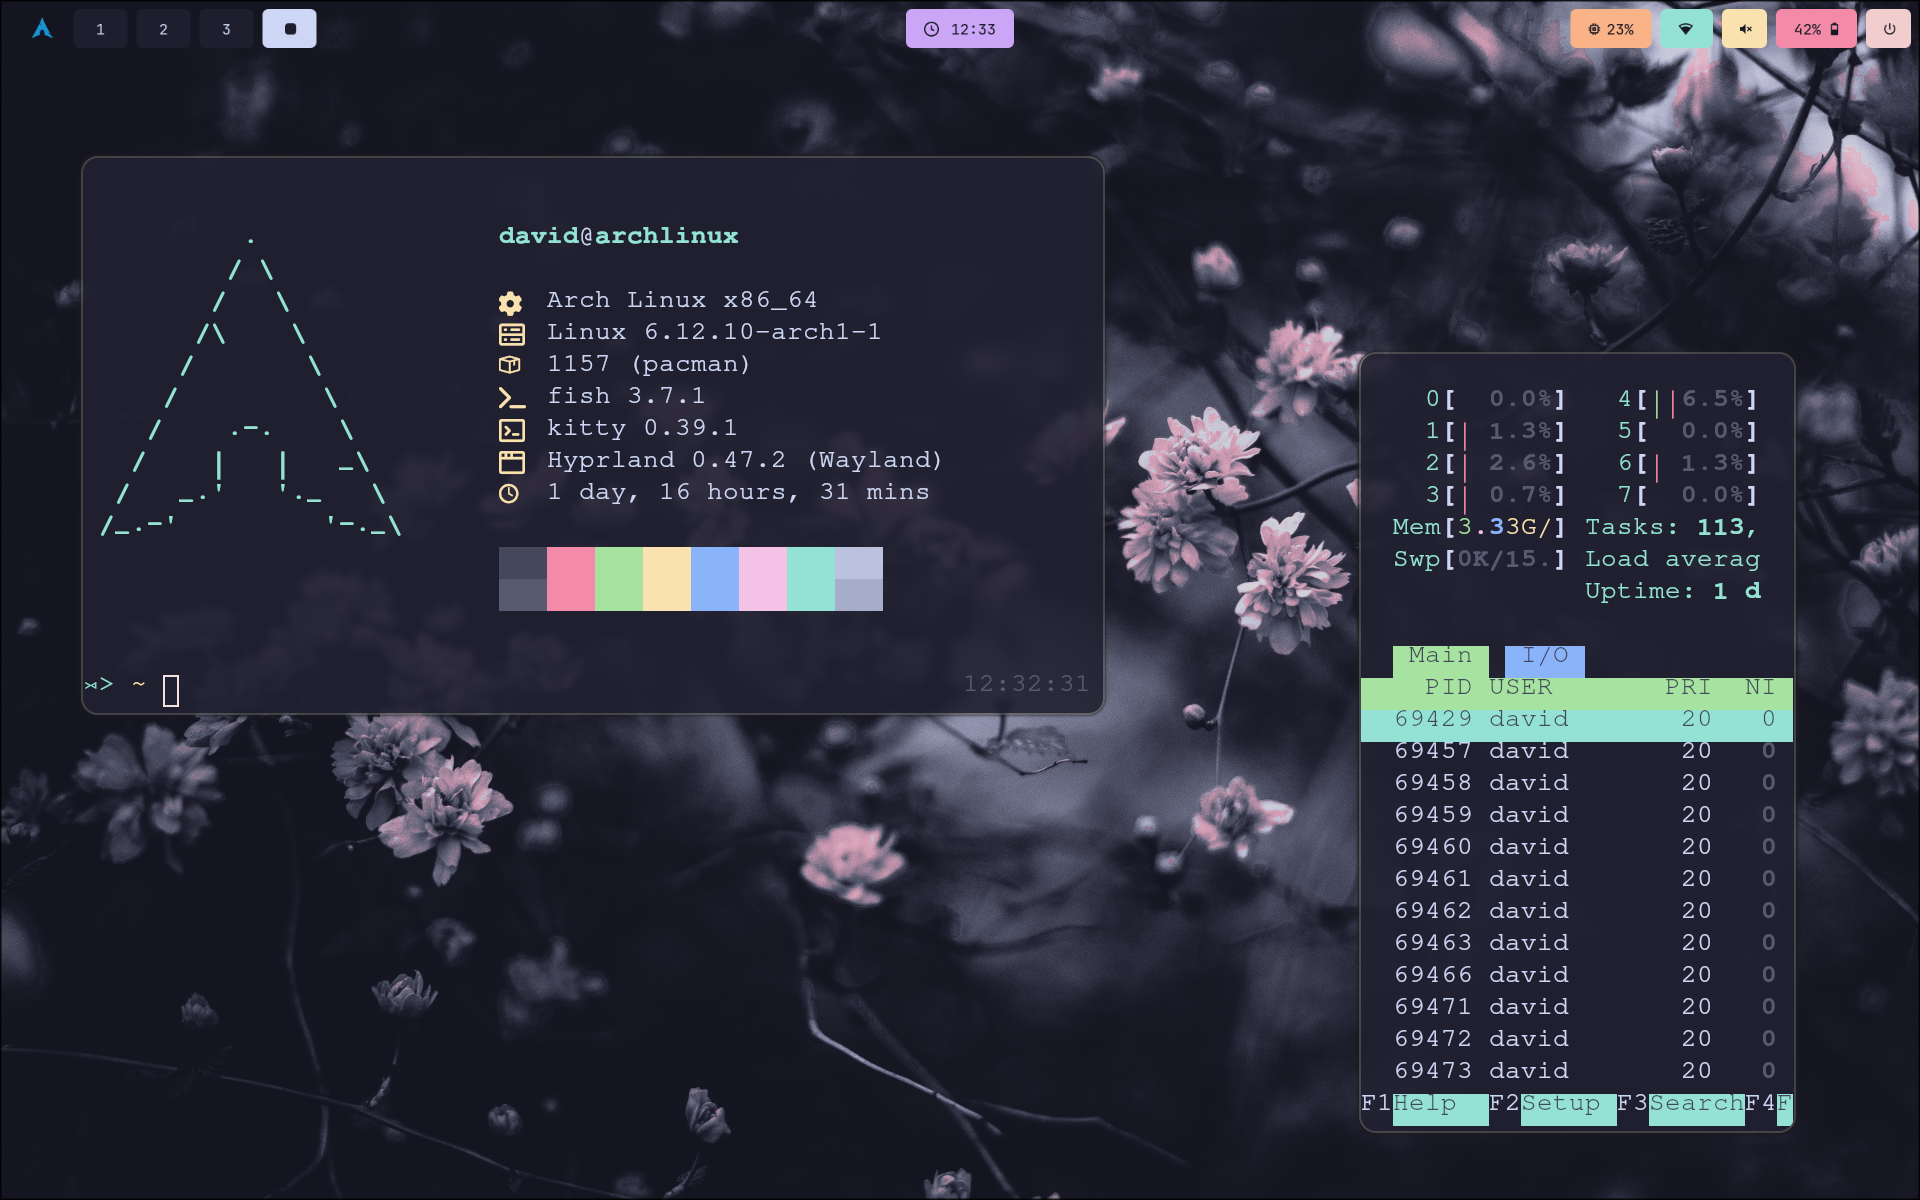 1 2 3
12:33
23%
42%
david@archlinux
Arch Linux x86_64
Linux 6.12.10-arch1-1
1157 (pacman)
fish 3.7.1
kitty 0.39.1
Hyprland 0.47.2 (Wayland)
1 day, 16 hours, 31 mins
~ 12:32:31
0[ 0.0%] 4[||6.5%]
1[| 1.3%] 5[ 0.0%]
2[| 2.6%] 6[| 1.3%]
3[| 0.7%] 7[ 0.0%]
Mem[3.33G/] Tasks: 113,
Swp[0K/15.] Load averag
Uptime: 1 d
Main I/O
PID USER PRI NI
69429 david 20 0
69457 david 20 0
69458 david 20 0
69459 david 20 0
69460 david 20 0
69461 david 20 0
69462 david 20 0
69463 david 20 0
69466 david 20 0
69471 david 20 0
69472 david 20 0
69473 david 20 0
F1Help F2Setup F3SearchF4F